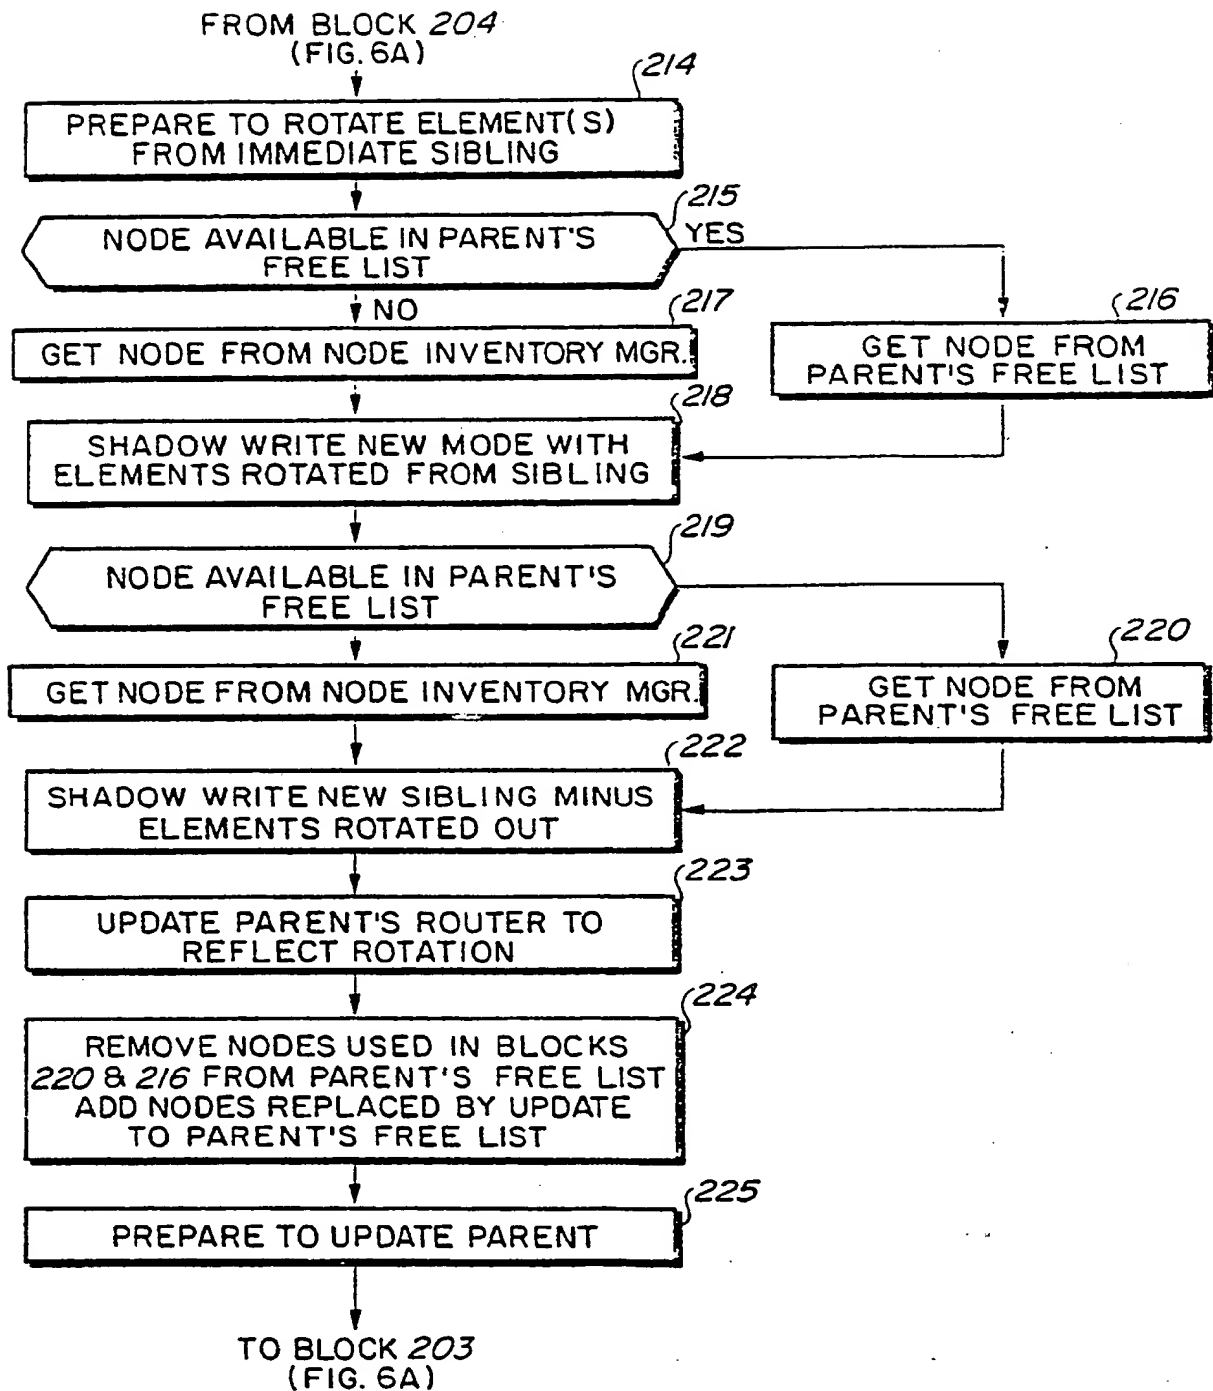 FROM BLOCK 204
(FIG. 6A)
214
PREPARE TO ROTATE ELEMENT(S)
FROM IMMEDIATE SIBLING
215
NODE AVAILABLE IN PARENT'S
FREE LIST
YES
NO
217
GET NODE FROM NODE INVENTORY MGR.
216
GET NODE FROM
PARENT'S FREE LIST
218
SHADOW WRITE NEW MODE WITH
ELEMENTS ROTATED FROM SIBLING
219
NODE AVAILABLE IN PARENT'S
FREE LIST
221
GET NODE FROM NODE INVENTORY MGR.
220
GET NODE FROM
PARENT'S FREE LIST
222
SHADOW WRITE NEW SIBLING MINUS
ELEMENTS ROTATED OUT
223
UPDATE PARENT'S ROUTER TO
REFLECT ROTATION
224
REMOVE NODES USED IN BLOCKS
220 & 216 FROM PARENT'S FREE LIST
ADD NODES REPLACED BY UPDATE
TO PARENT'S FREE LIST
225
PREPARE TO UPDATE PARENT
TO BLOCK 203
(FIG. 6A)